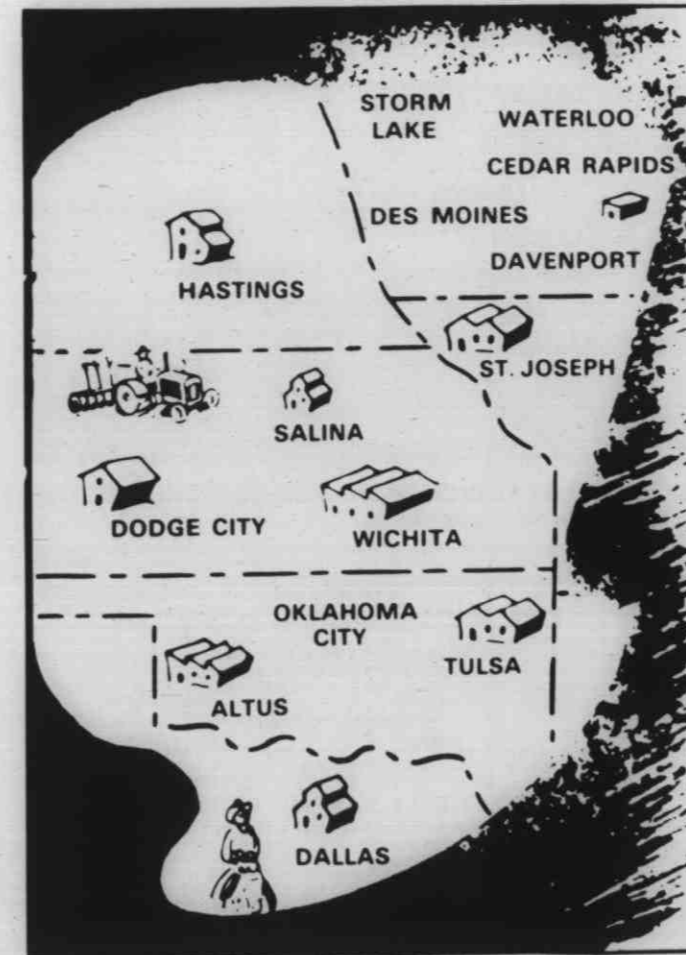 STORM
LAKE
WATERLOO
CEDAR RAPIDS
DES MOINES
DAVENPORT
HASTINGS
ST. JOSEPH
SALINA
DODGE CITY
WICHITA
OKLAHOMA
CITY
TULSA
ALTUS
DALLAS